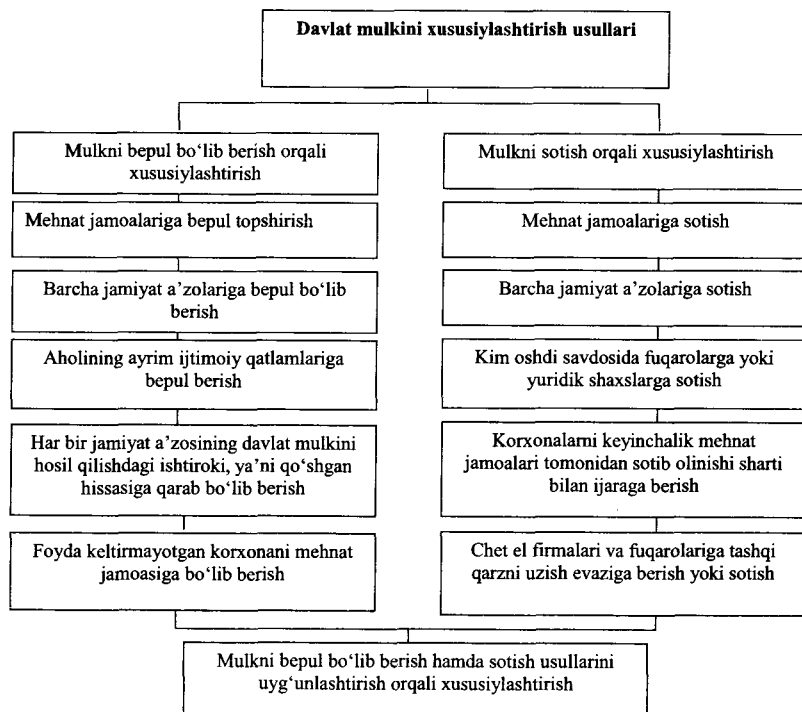 Davlat mulkini xususiylashtirish usullari
Mulkni bepul bo‘lib berish orqali
xususiylashtirish
Mehnat jamoalariga bepul topshirish
Barcha jamiyat a’zolariga bepul bo‘lib
berish
Aholining ayrim ijtimoiy qatlamlariga
bepul berish
Har bir jamiyat a’zosining davlat mulkini
hosil qilishdagi ishtiroki, ya’ni qo‘shgan
hissasiga qarab bo‘lib berish
Foyda keltirmayotgan korxonani mehnat
jamoasiga bo‘lib berish
Mulkni sotish orqali xususiylashtirish
Mehnat jamoalariga sotish
Barcha jamiyat a’zolariga sotish
Kim oshdi savdosida fuqarolarga yoki
yuridik shaxslarga sotish
Korxonalarni keyinchalik mehnat
jamoalari tomonidan sotib olinishi sharti
bilan ijaraga berish
Chet el firmalari va fuqarolariga tashqi
qarzni uzish evaziga berish yoki sotish
Mulkni bepul bo‘lib berish hamda sotish usullarini
uyg‘unlashtirish orqali xususiylashtirish